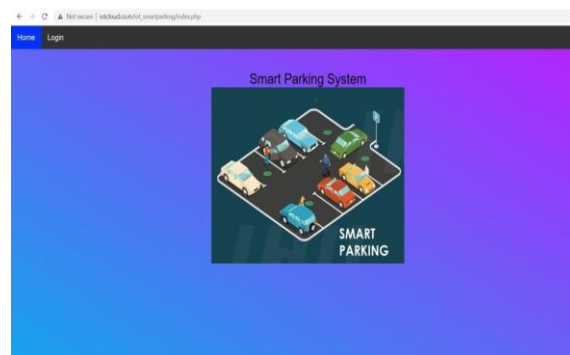 Not secure | iotcloud.co.in/iot_smartparking/index.php
Home Login
Smart Parking System
SMART
PARKING